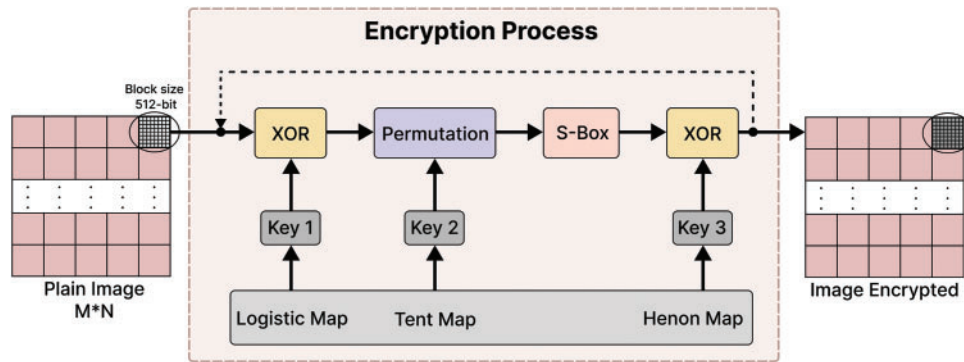 Encryption Process
Block size
512-bit
XOR
Permutation
S-Box
XOR
Key 1
Key 2
Key 3
Logistic Map
Tent Map
Henon Map
Plain Image
M*N
Image Encrypted